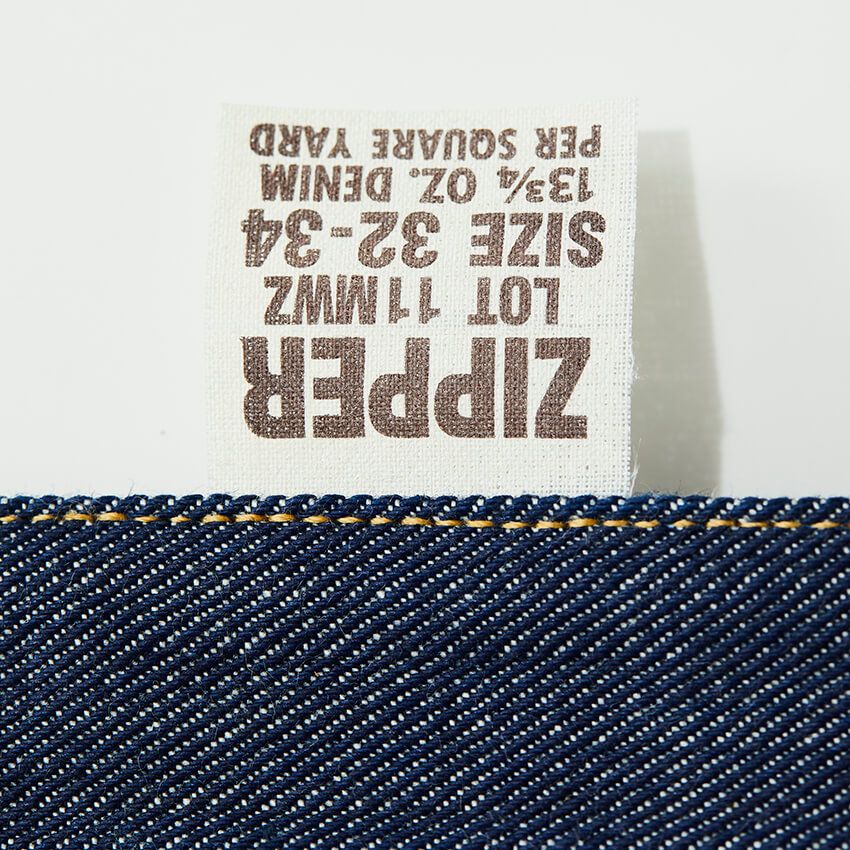 ZIPPER
LOT 11MWZ
SIZE 32-34
13¾ OZ. DENIM
PER SQUARE YARD